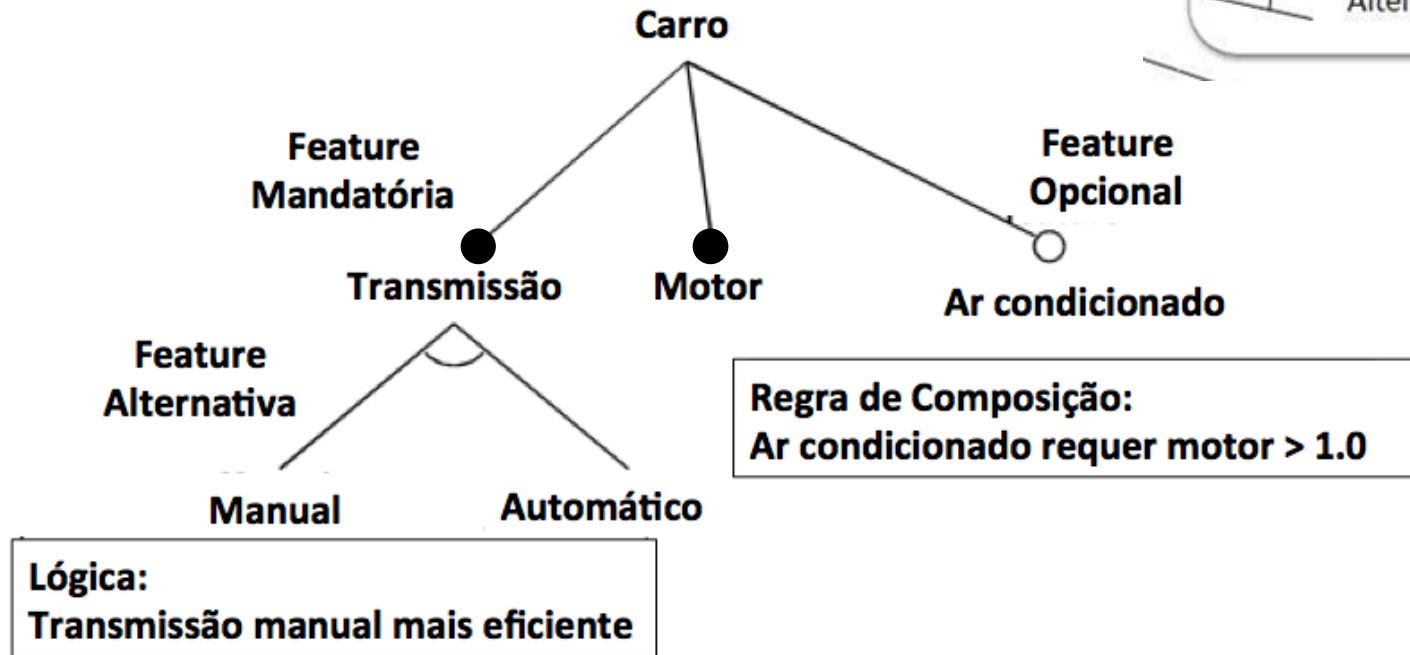 Carro
Feature
Mandatória
Feature
Opcional
Transmissão
Motor
Ar condicionado
Feature
Alternativa
Regra de Composição:
Ar condicionado requer motor > 1.0
Manual
Automático
Lógica:
Transmissão manual mais eficiente